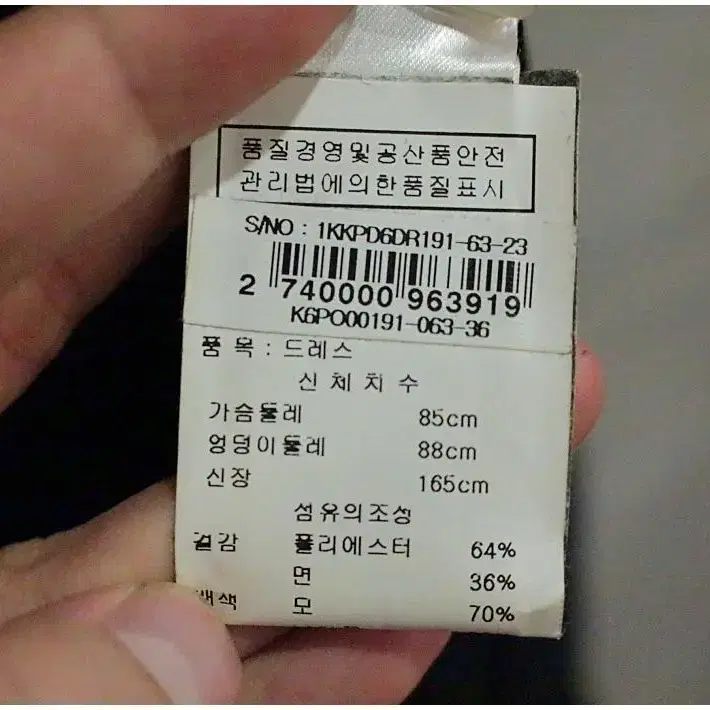 품질경영및공산품안전
관리법에의한품질표시
S/NO : 1KKPD6DR191-63-23
2 740000 963919
K6PO00191-063-36
품 목 : 드레스
신 체 치 수
가슴둘레 85cm
엉덩이둘레 88cm
신장 165cm
섬유의조성
겉감 폴리에스터 64%
면 36%
배색 모 70%